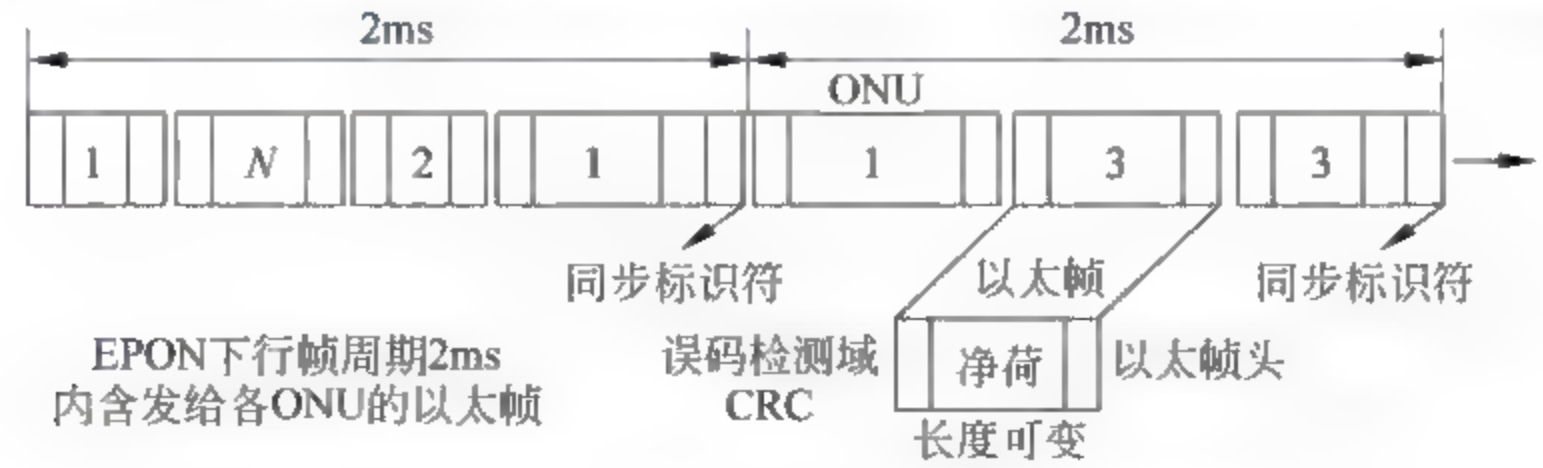 2ms
2ms
ONU
1
N
2
1
1
3
3
同步标识符
以太帧
同步标识符
EPON下行帧周期2ms
内含发给各ONU的以太帧
误码检测域
CRC
净荷
以太帧头
长度可变